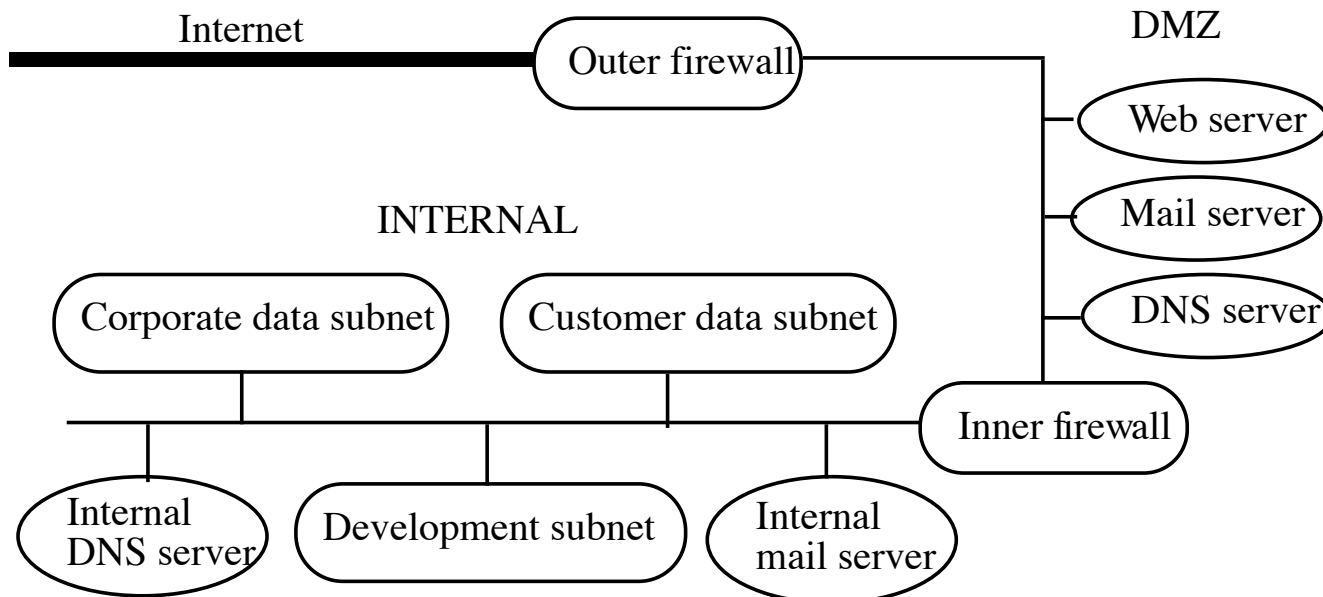 Internet
Outer firewall
DMZ
Web server
Mail server
DNS server
INTERNAL
Corporate data subnet
Customer data subnet
Inner firewall
Internal
DNS server
Development subnet
Internal
mail server